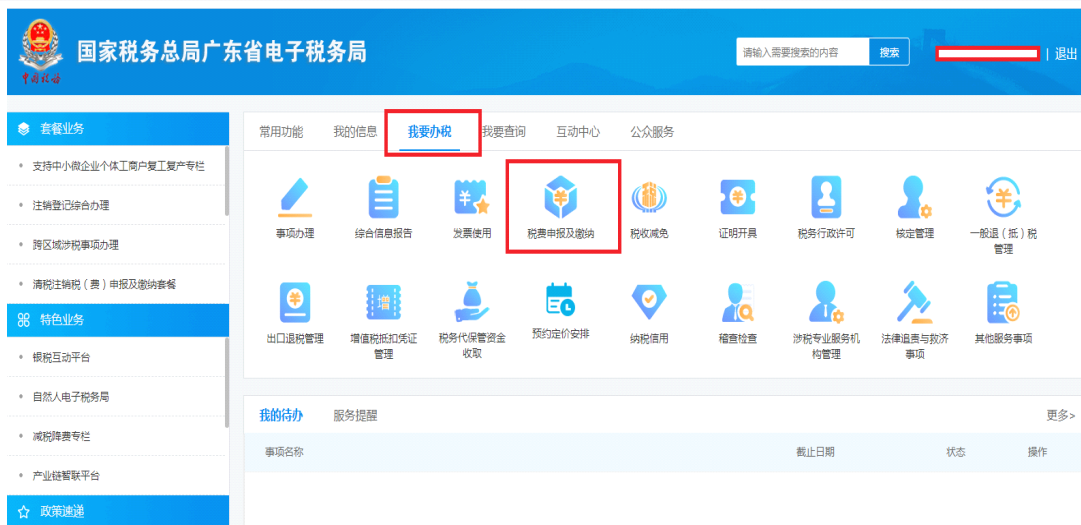 国家税务总局广东省电子税务局
中国税务
请输入需要搜索的内容
搜索
| 退出
套餐业务
支持中小微企业个体工商户复工复产专栏
注销登记综合办理
跨区域涉税事项办理
清税注销税（费）申报及缴纳套餐
特色业务
银税互动平台
自然人电子税务局
减税降费专栏
产业链智联平台
政策速递
常用功能 我的信息 我要办税 我要查询 互动中心 公众服务
事项办理 综合信息报告 发票使用 税费申报及缴纳 税收减免 证明开具 税务行政许可 核定管理 一般退（抵）税
管理
出口退税管理 增值税抵扣凭证 税务代保管资金 预约定价安排 纳税信用 稽查检查 涉税专业服务机 法律追责与救济 其他服务事项
管理 收取 构管理 事项
我的待办 服务提醒 更多>
事项名称 截止日期 状态 操作